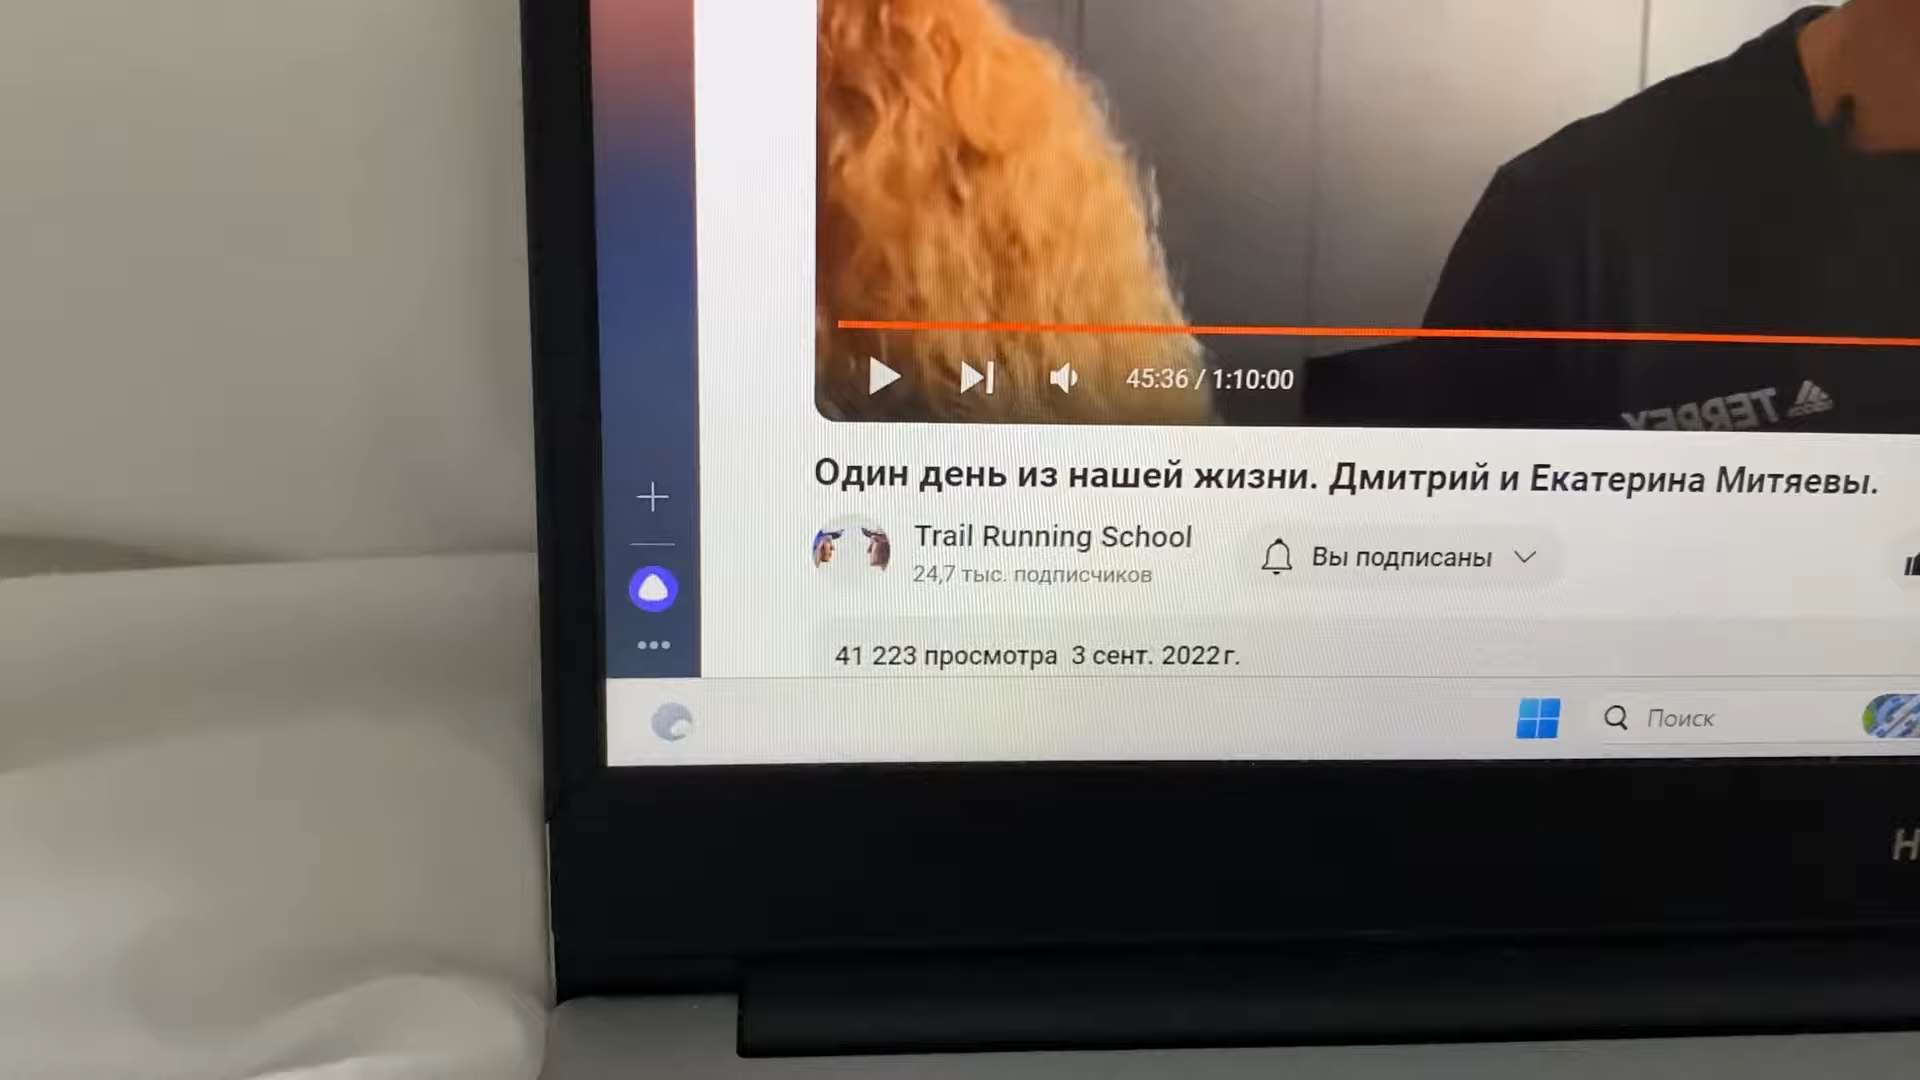 45:36 / 1:10:00
TERREX
Один день из нашей жизни. Дмитрий и Екатерина Митяевы.
Trail Running School
24,7 тыс. подписчиков
Вы подписаны
41 223 просмотра 3 сент. 2022 г.
Поиск